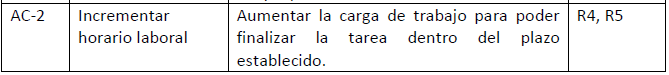 AC-2 Incrementar Aumentar la carga de trabajo para poder R4, R5
horario laboral finalizar la tarea dentro del plazo
establecido.